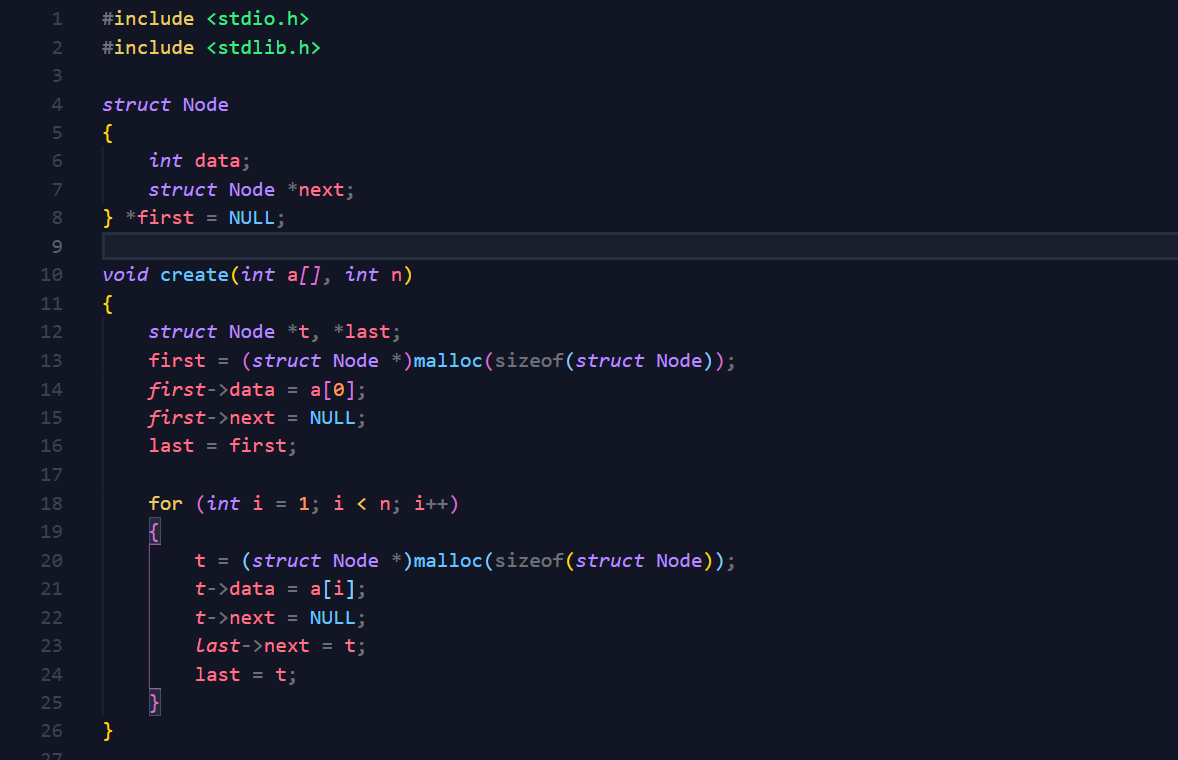 1 #include <stdio.h>
2 #include <stdlib.h>
3
4 struct Node
5 {
6     int data;
7     struct Node *next;
8 } *first = NULL;
9
10 void create(int a[], int n)
11 {
12     struct Node *t, *last;
13     first = (struct Node *)malloc(sizeof(struct Node));
14     first->data = a[0];
15     first->next = NULL;
16     last = first;
17
18     for (int i = 1; i < n; i++)
19     {
20         t = (struct Node *)malloc(sizeof(struct Node));
21         t->data = a[i];
22         t->next = NULL;
23         last->next = t;
24         last = t;
25     }
26 }
27